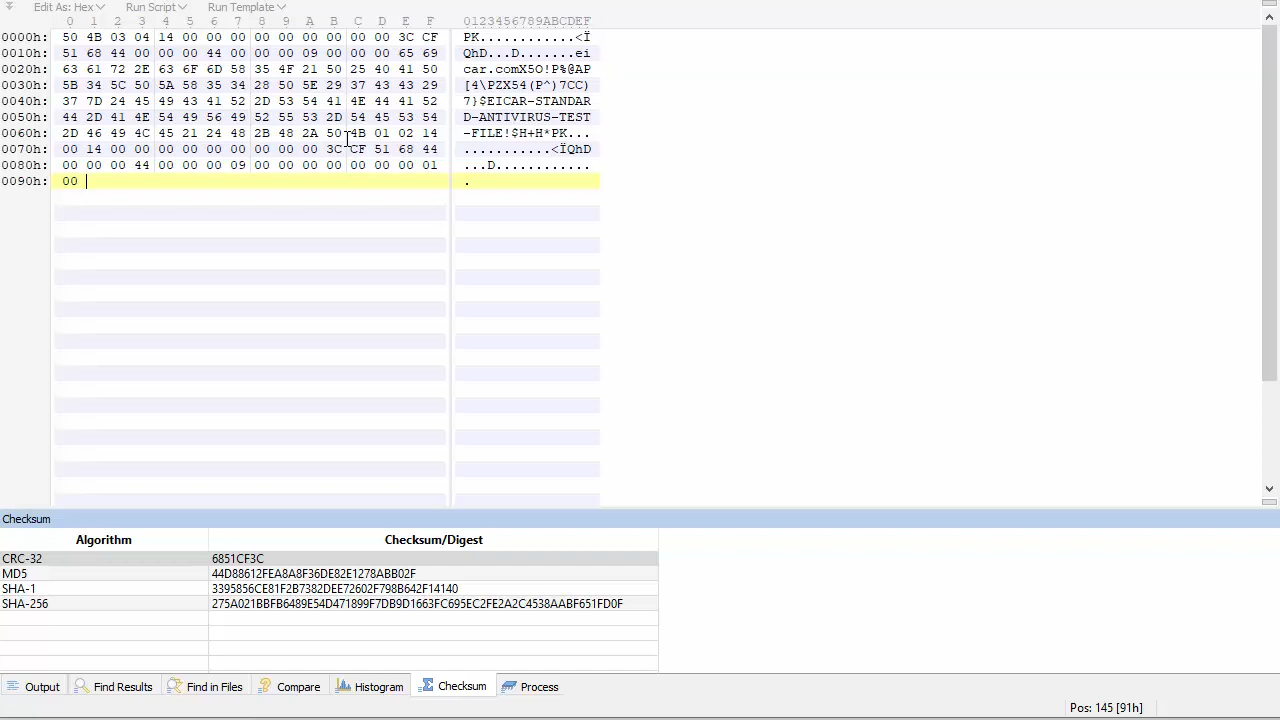 Edit As: Hex Run Script Run Template
0 1 2 3 4 5 6 7 8 9 A B C D E F 0123456789ABCDEF
0000h: 50 4B 03 04 14 00 00 00 00 00 00 00 00 00 3C CF PK............<Ï
0010h: 51 68 44 00 00 00 44 00 00 00 09 00 00 00 65 69 QhD...D.......ei
0020h: 63 61 72 2E 63 6F 6D 58 35 4F 21 50 25 40 41 50 car.comX5O!P%@AP
0030h: 5B 34 5C 50 5A 58 35 34 28 50 5E 29 37 43 43 29 [4\PZX54(P^)7CC)
0040h: 37 7D 24 45 49 43 41 52 2D 53 54 41 4E 44 41 52 7}$EICAR-STANDAR
0050h: 44 2D 41 4E 54 49 56 49 52 55 53 2D 54 45 53 54 D-ANTIVIRUS-TEST
0060h: 2D 46 49 4C 45 21 24 48 2B 48 2A 50 4B 01 02 14 -FILE!$H+H*PK...
0070h: 00 14 00 00 00 00 00 00 00 00 00 3C CF 51 68 44 ...........<ÏQhD
0080h: 00 00 00 44 00 00 00 09 00 00 00 00 00 00 00 01 ...D............
0090h: 00 .
Checksum
Algorithm Checksum/Digest
CRC-32 6851CF3C
MD5 44D88612FEA8A8F36DE82E1278ABB02F
SHA-1 3395856CE81F2B7382DEE72602F798B642F14140
SHA-256 275A021BBFB6489E54D471899F7DB9D1663FC695EC2FE2A2C4538AABF651FD0F
Output Find Results Find in Files Compare Histogram Checksum Process
Pos: 145 [91h]